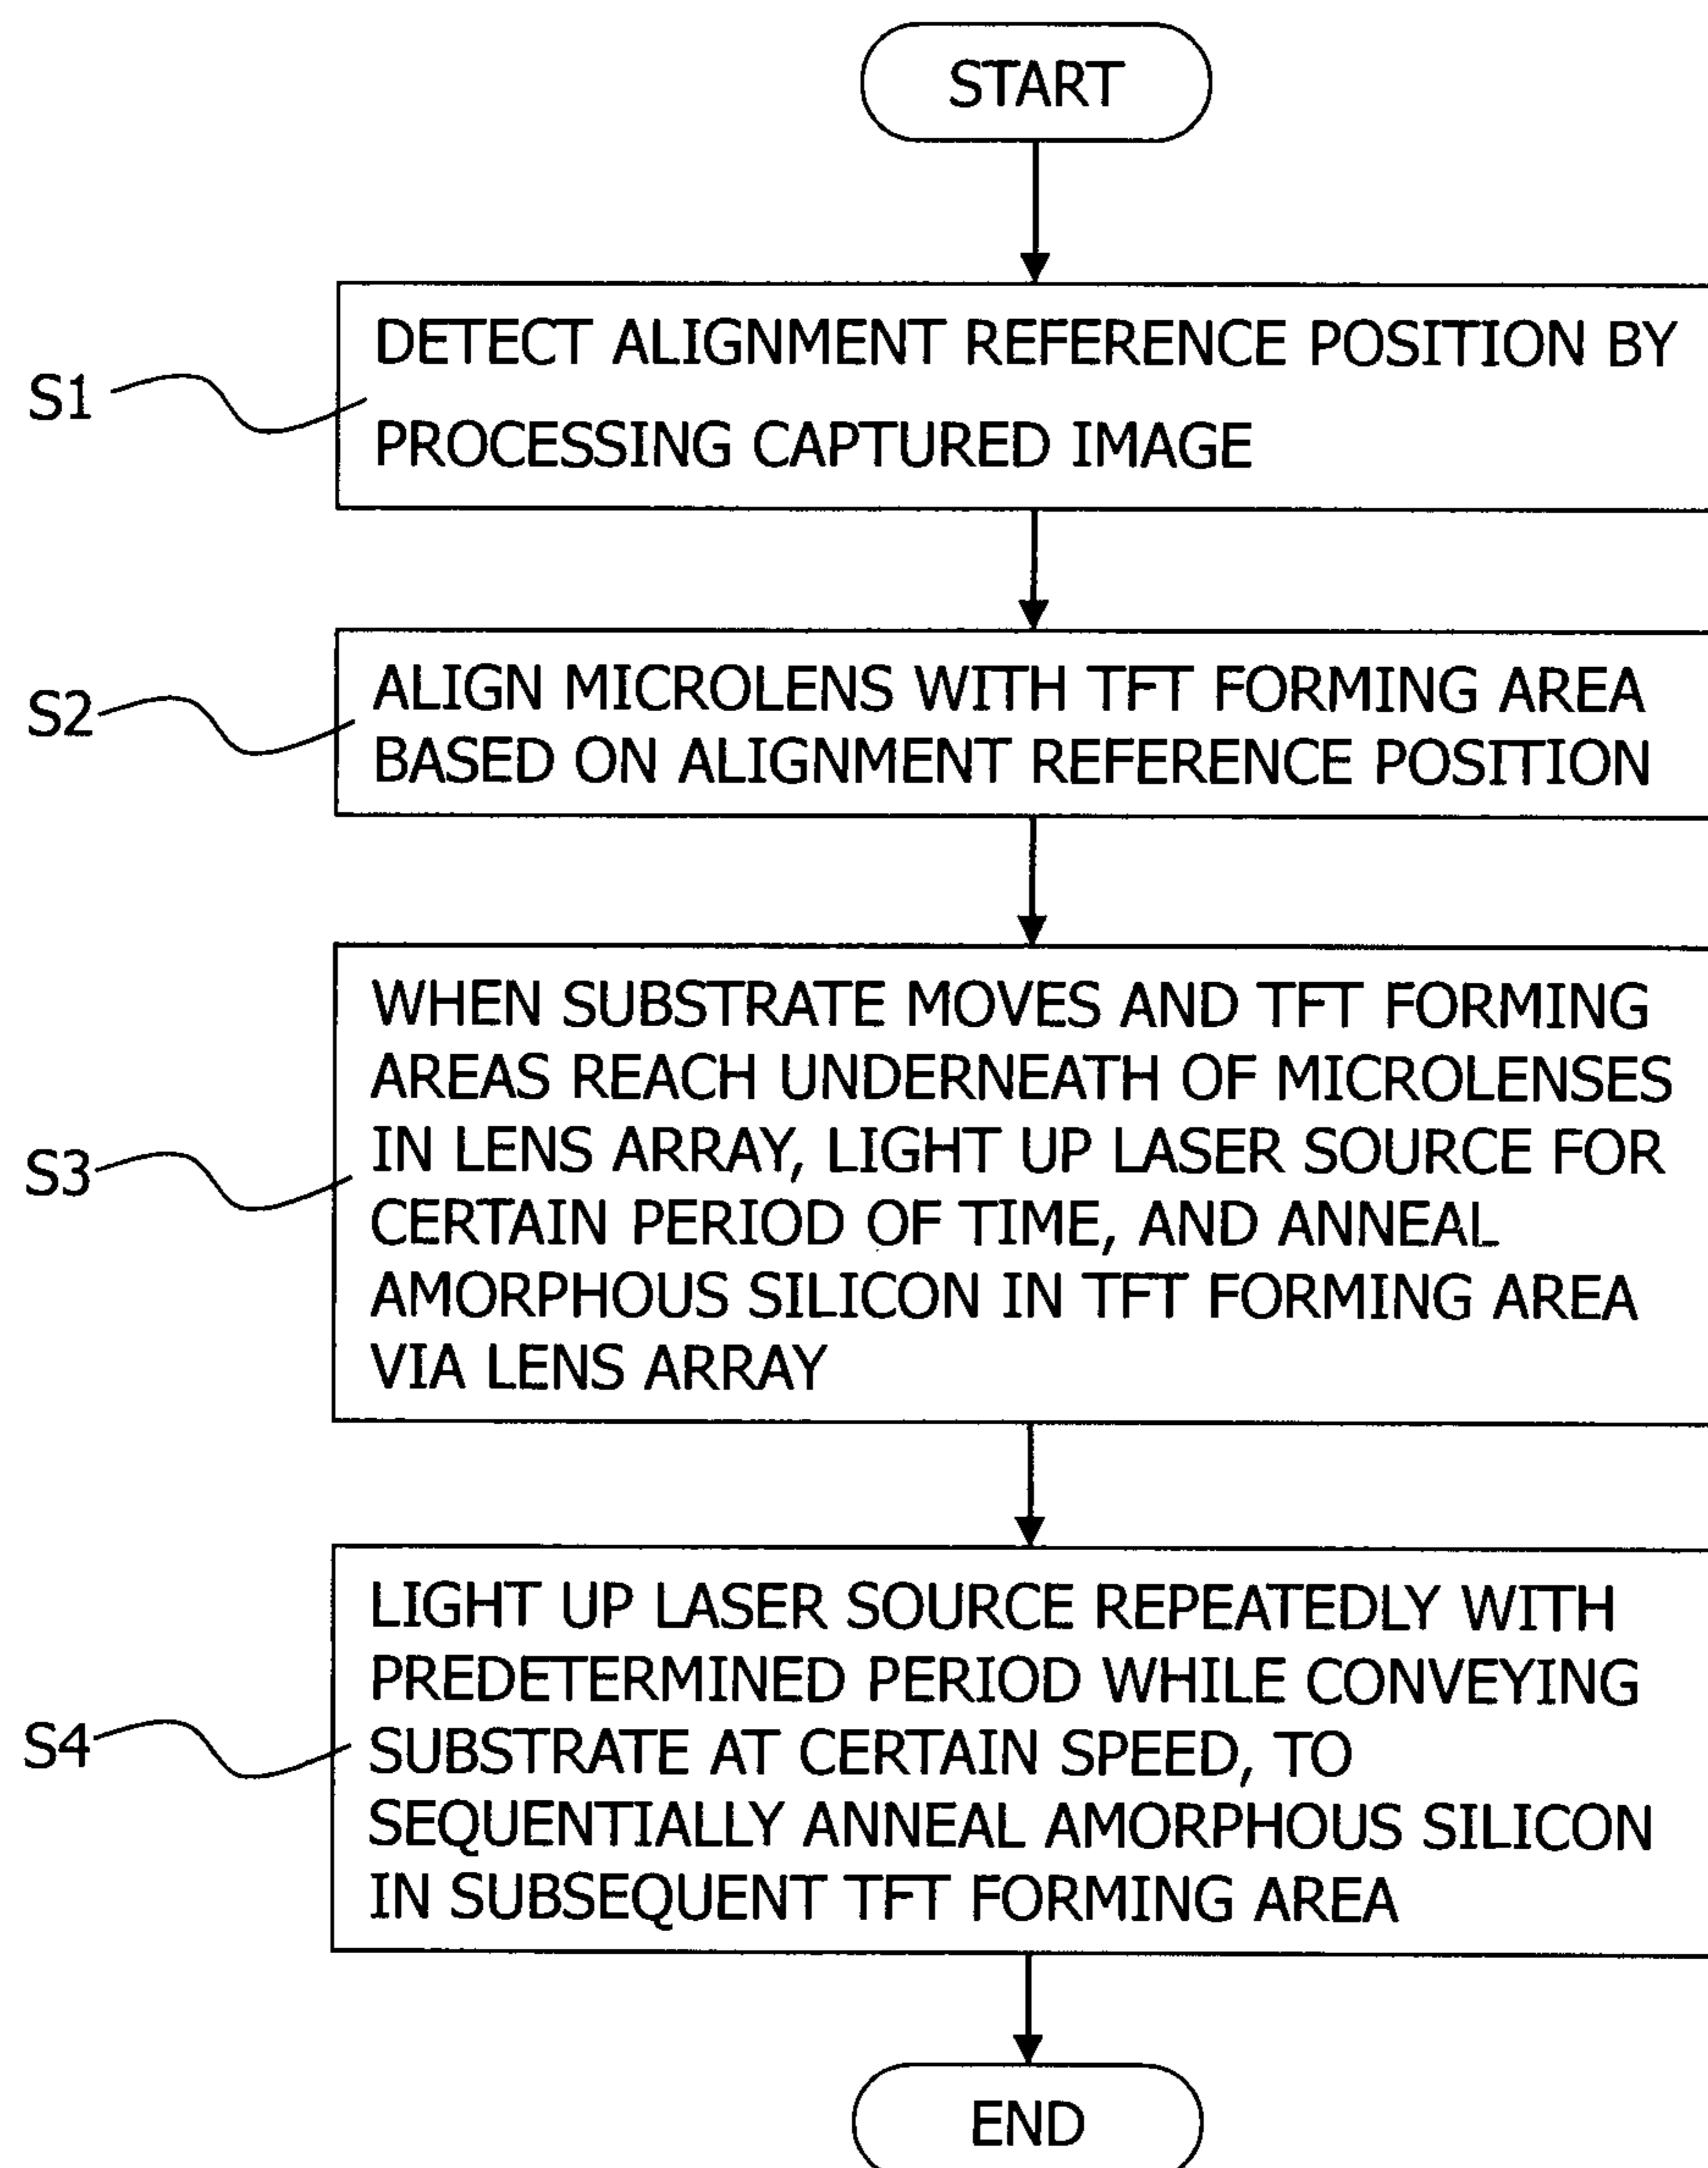 START
S1
DETECT ALIGNMENT REFERENCE POSITION BY
PROCESSING CAPTURED IMAGE
S2
ALIGN MICROLENS WITH TFT FORMING AREA
BASED ON ALIGNMENT REFERENCE POSITION
S3
WHEN SUBSTRATE MOVES AND TFT FORMING
AREAS REACH UNDERNEATH OF MICROLENSES
IN LENS ARRAY, LIGHT UP LASER SOURCE FOR
CERTAIN PERIOD OF TIME, AND ANNEAL
AMORPHOUS SILICON IN TFT FORMING AREA
VIA LENS ARRAY
S4
LIGHT UP LASER SOURCE REPEATEDLY WITH
PREDETERMINED PERIOD WHILE CONVEYING
SUBSTRATE AT CERTAIN SPEED, TO
SEQUENTIALLY ANNEAL AMORPHOUS SILICON
IN SUBSEQUENT TFT FORMING AREA
END